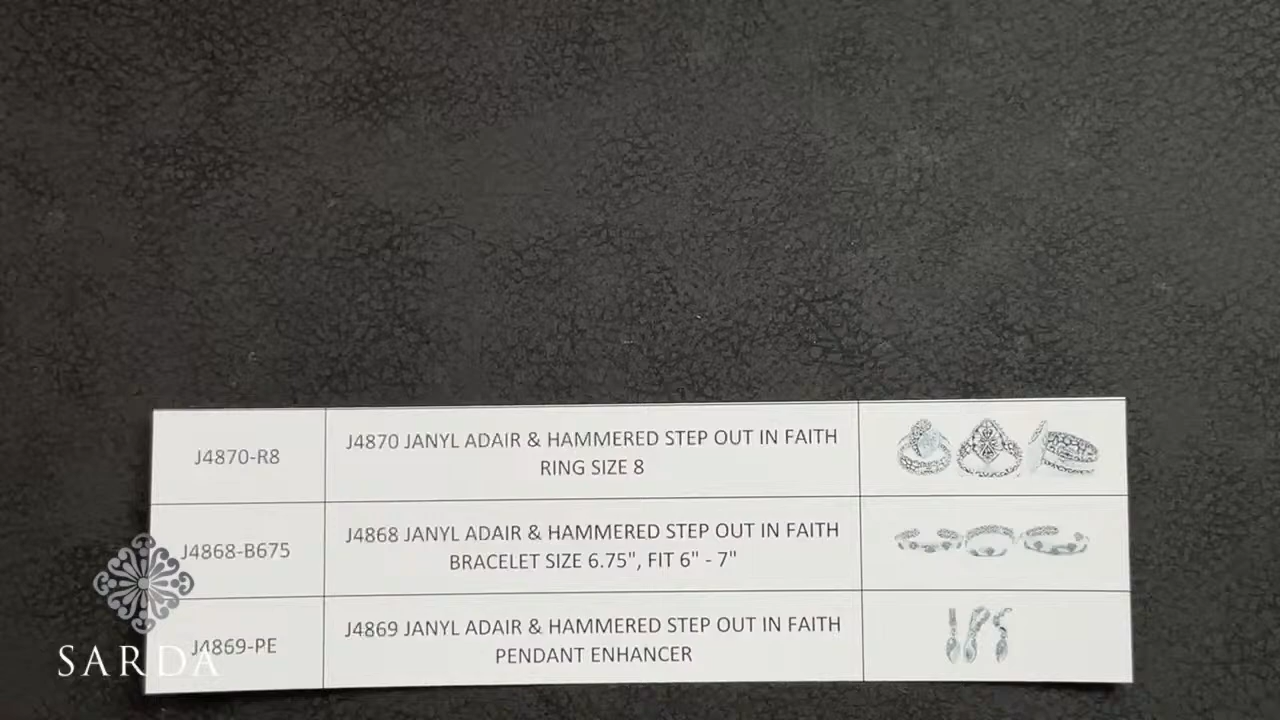 J4870-R8
J4870 JANYL ADAIR & HAMMERED STEP OUT IN FAITH
RING SIZE 8
J4868-B675
J4868 JANYL ADAIR & HAMMERED STEP OUT IN FAITH
BRACELET SIZE 6.75", FIT 6" - 7"
J4869-PE
J4869 JANYL ADAIR & HAMMERED STEP OUT IN FAITH
PENDANT ENHANCER
SARDA